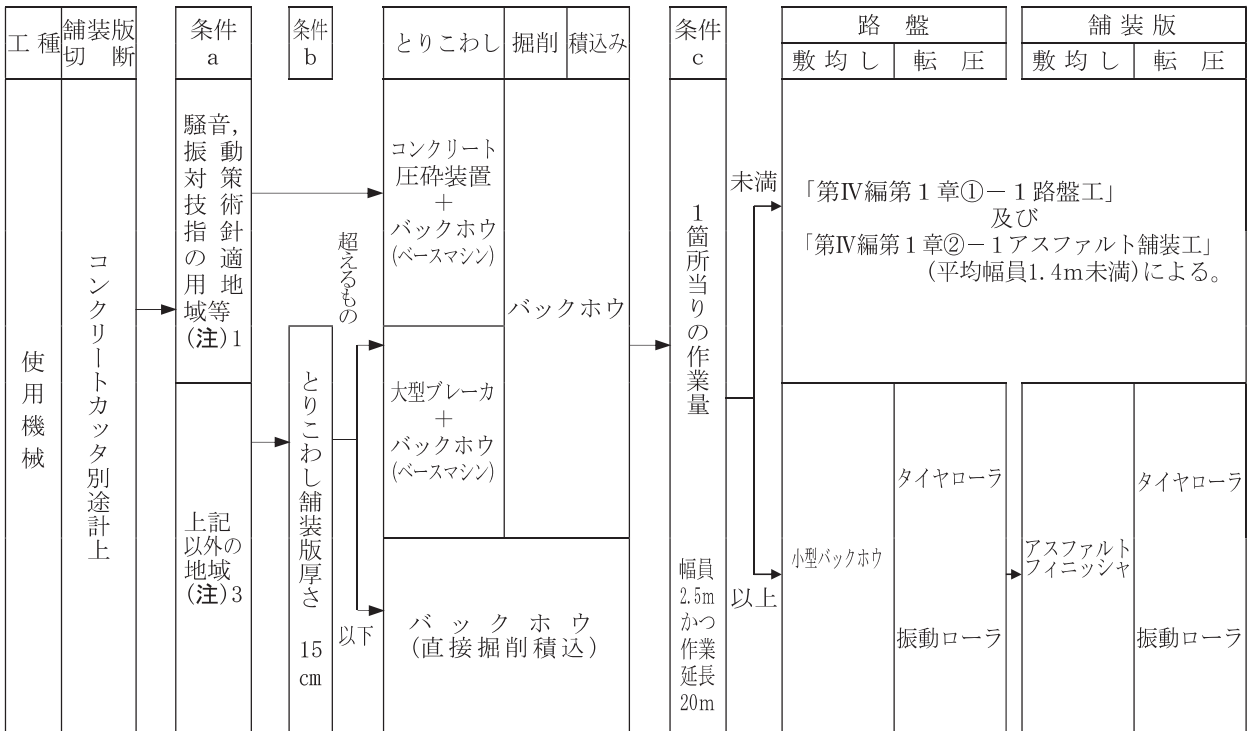 工種
舗装版
切断
条件
a
条件
b
とりこわし
掘削
積込み
条件
c
路盤
敷均し
転圧
舗装版
敷均し
転圧
使用機械
コンクリートカッタ別途計上
騒音,
振動
対策
技術
指針
の適
用地
域等
(注)1
上記
以外の
地域
(注)3
とりこわし舗装版厚さ
15
cm
超えるもの
以下
コンクリート
圧砕装置
+
バックホウ
(ベースマシン)
大型ブレーカ
+
バックホウ
(ベースマシン)
バックホウ
バックホウ
(直接掘削積込)
1箇所当りの作業量
幅員
2.5m
かつ
作業
延長
20m
未満
以上
「第Ⅳ編第1章①-1路盤工」
及び
「第Ⅳ編第1章②-1アスファルト舗装工」
(平均幅員1.4m未満)による。
小型バックホウ
タイヤローラ
振動ローラ
アスファルト
フィニッシャ
タイヤローラ
振動ローラ